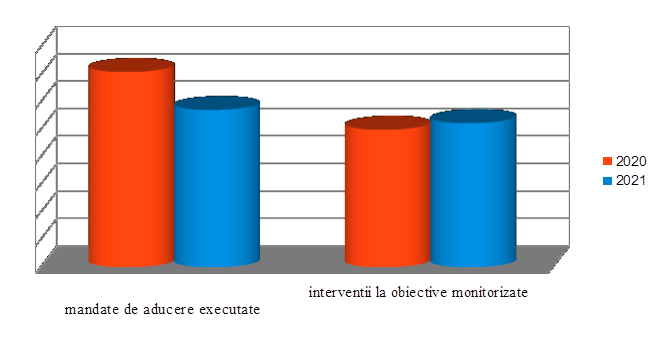 2020
2021
mandate de aducere executate
interventii la obiective monitorizate